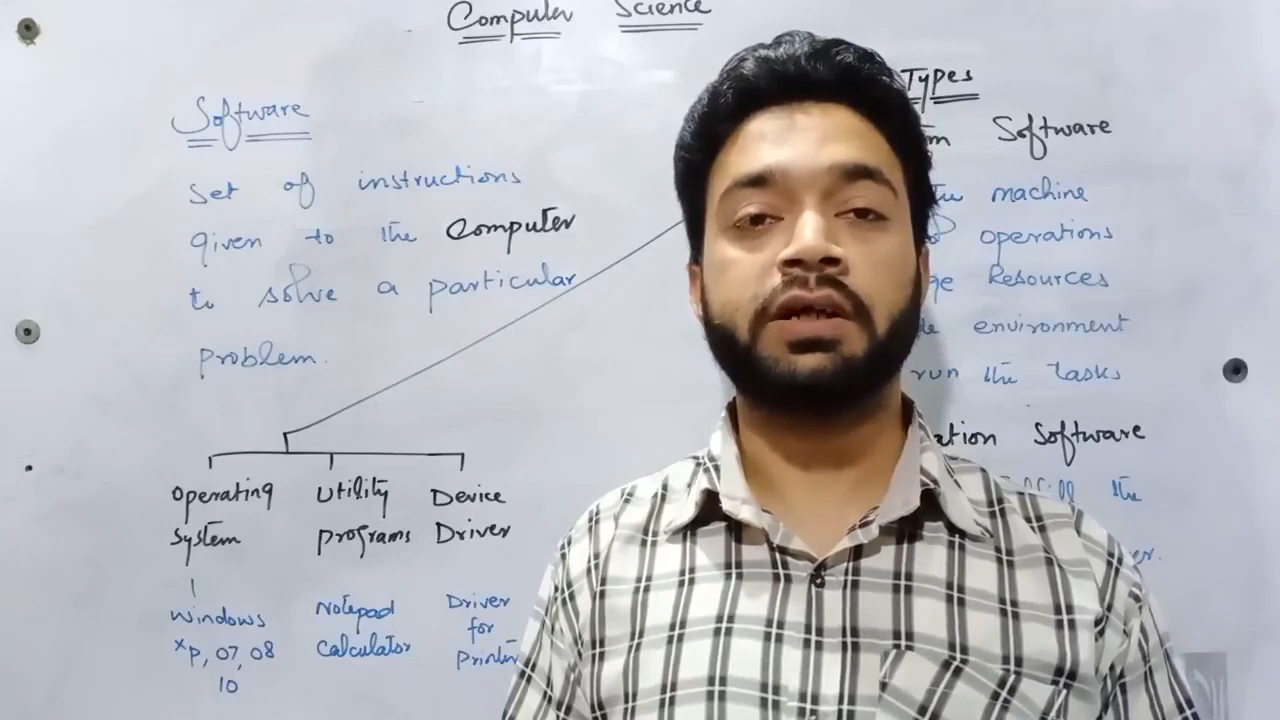 Computer Science
Software
Set of instructions
given to the Computer
to solve a particular
problem.
Operating System
Utility programs
Device Driver
Windows
XP, 07, 08
10
Notepad
Calculator
Driver
for
Printer
Types
Software
machine
operations
Resources
environment
run the tasks
Software
the